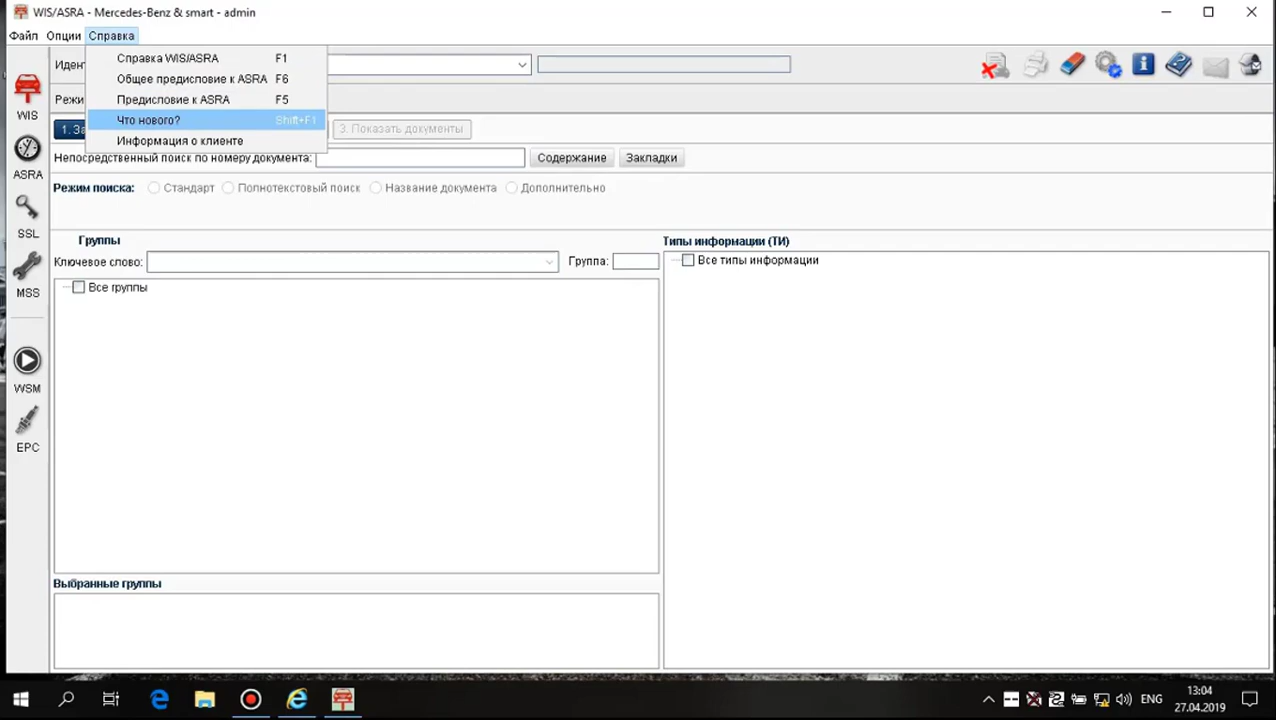 WIS/ASRA - Mercedes-Benz & smart - admin
Файл Опции Справка
Справка WIS/ASRA F1
Общее предисловие к ASRA F6
Предисловие к ASRA F5
Что нового? Shift+F1
Информация о клиенте
3. Показать документы
Непосредственный поиск по номеру документа: Содержание Закладки
Режим поиска: Стандарт Полнотекстовый поиск Название документа Дополнительно
Группы
Ключевое слово: Группа:
Все группы
Выбранные группы
Типы информации (ТИ)
Все типы информации
WIS
ASRA
SSL
MSS
WSM
EPC
ENG
13:04
27.04.2019